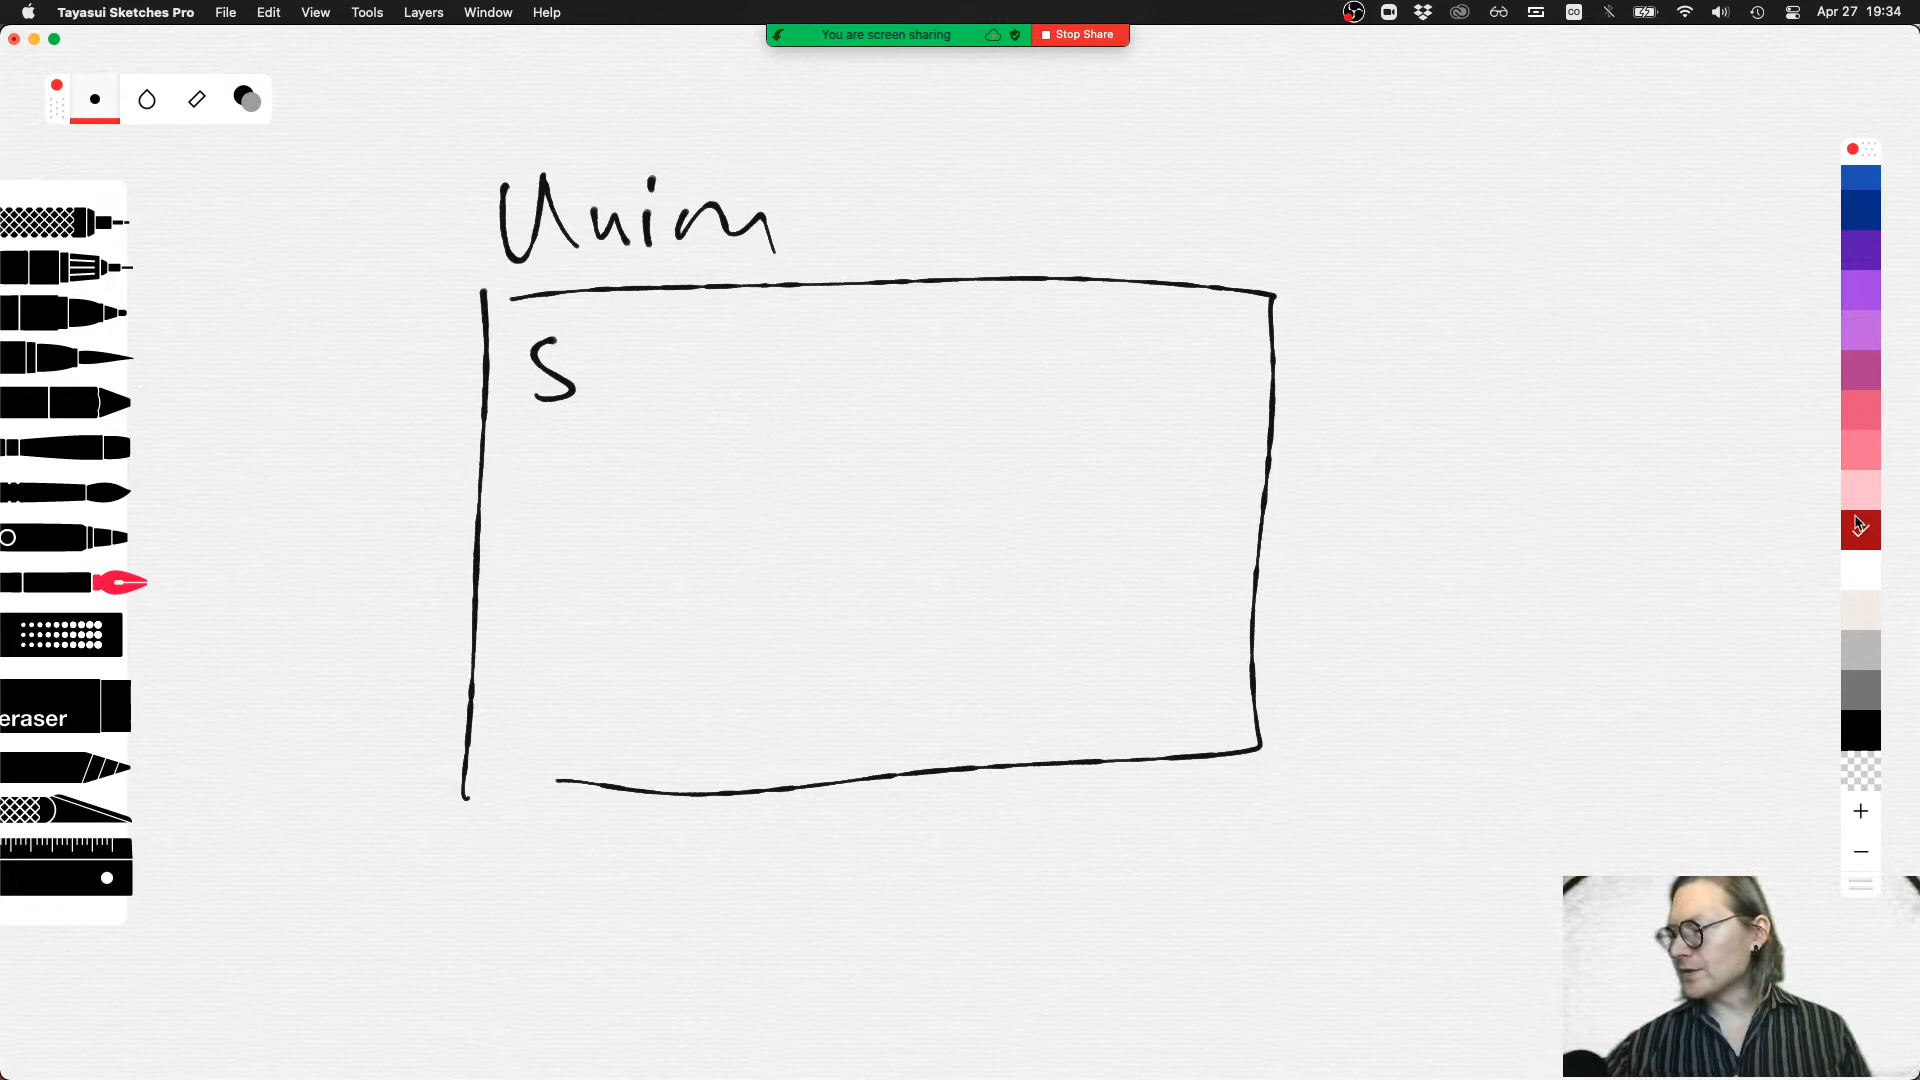 Tayasui Sketches Pro File Edit View Tools Layers Window Help
CO
Apr 27 19:34
You are screen sharing
Stop Share
Union
S
eraser